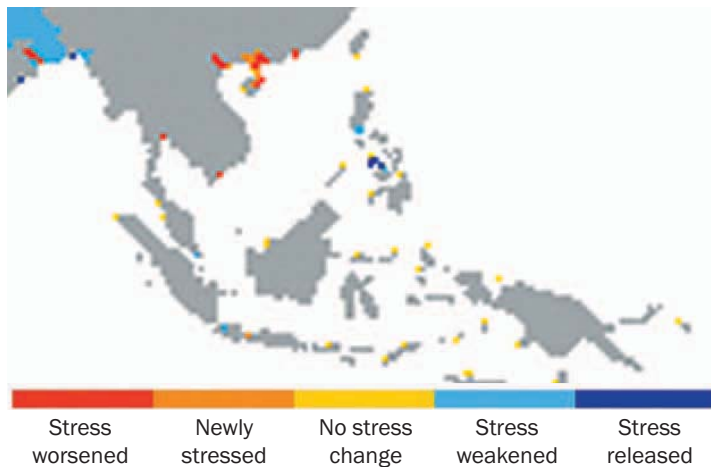 Stress worsened
Newly stressed
No stress change
Stress weakened
Stress released